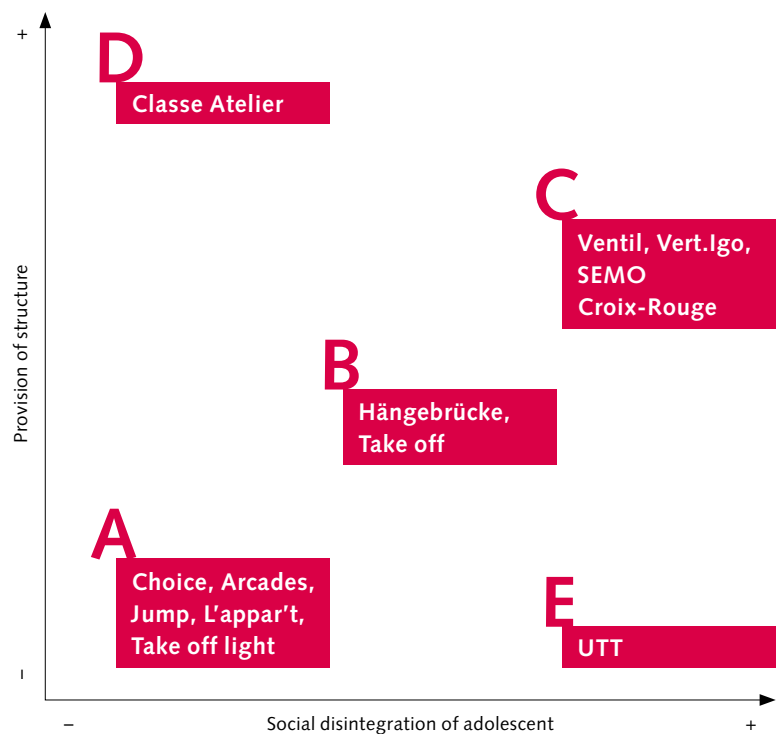 +
D
Classe Atelier
C
Ventil, Vert.Igo,
SEMO
Croix-Rouge
Provision of structure
B
Hängebrücke,
Take off
A
Choice, Arcades,
Jump, L'appar't,
Take off light
E
UTT
–
–
Social disintegration of adolescent
+